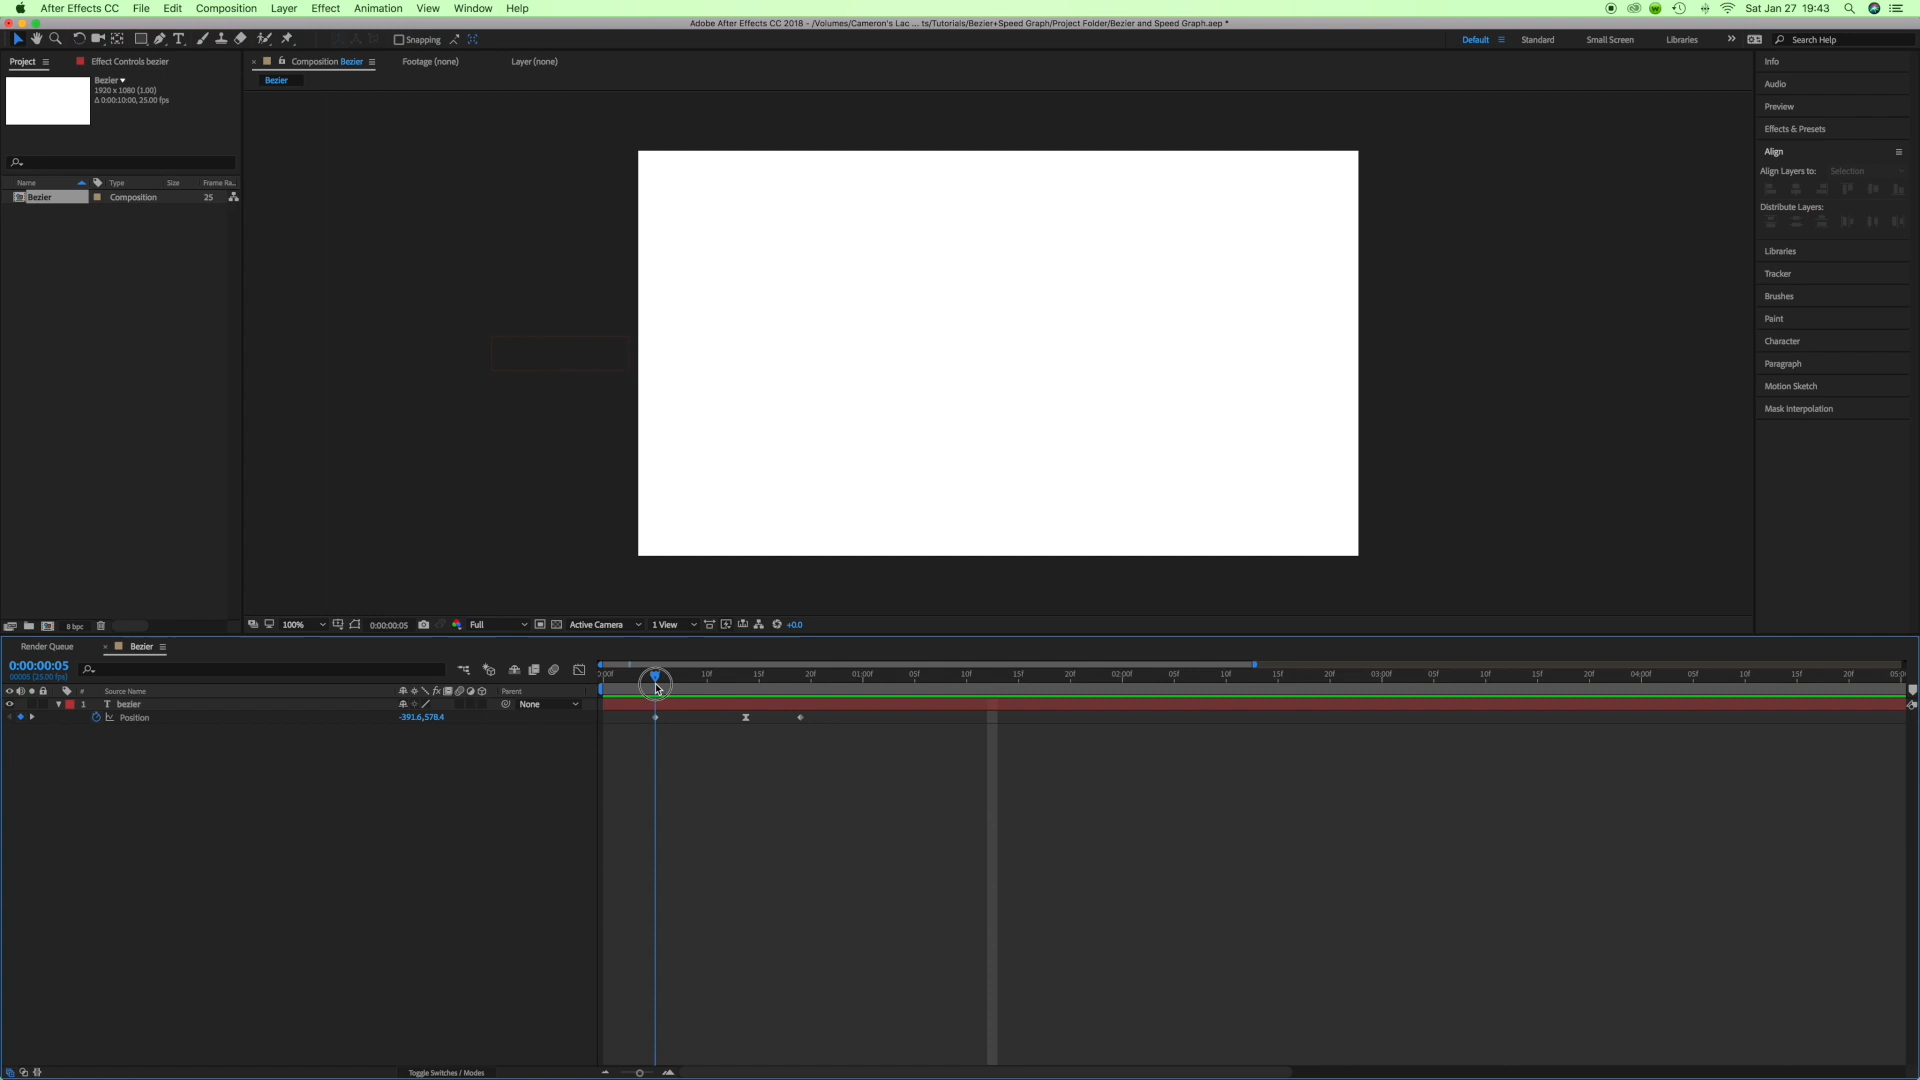 After Effects CC File Edit Composition Layer Effect Animation View Window Help Sat Jan 27 19:43
Adobe After Effects CC 2018 - /Volumes/Cameron's Lac ... ts/Tutorials/Bezier+Speed Graph/Project Folder/Bezier and Speed Graph.aep *
Snapping Default Standard Small Screen Libraries Search Help
Project Effect Controls bezier Composition Bezier Footage (none) Layer (none) Info
Bezier
1920 x 1080 (1.00)
Δ 0:00:10:00, 25.00 fps
Bezier
Audio
Preview
Effects & Presets
Align
Align Layers to: Selection
Distribute Layers:
Name Type Size Frame Ra...
Bezier Composition 25
Libraries
Tracker
Brushes
Paint
Character
Paragraph
Motion Sketch
Mask Interpolation
8 bpc 100% 0:00:00:05 Full Active Camera 1 View +0.0
Render Queue Bezier
0:00:00:05
00005 (25.00 fps)
0:00f 10f 15f 20f 01:00f 05f 10f 15f 20f 02:00f 05f 10f 15f 20f 03:00f 05f 10f 15f 20f 04:00f 05f 10f 15f 20f 05:0
# Source Name Parent
1 T bezier None
Position -391.6,578.4
Toggle Switches / Modes